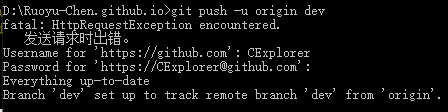 D:\Ruoyu-Chen.github.io>git push -u origin dev
fatal: HttpRequestException encountered.
发送请求时出错。
Username for 'https://github.com': CExplorer
Password for 'https://CExplorer@github.com':
Everything up-to-date
Branch 'dev' set up to track remote branch 'dev' from 'origin'.